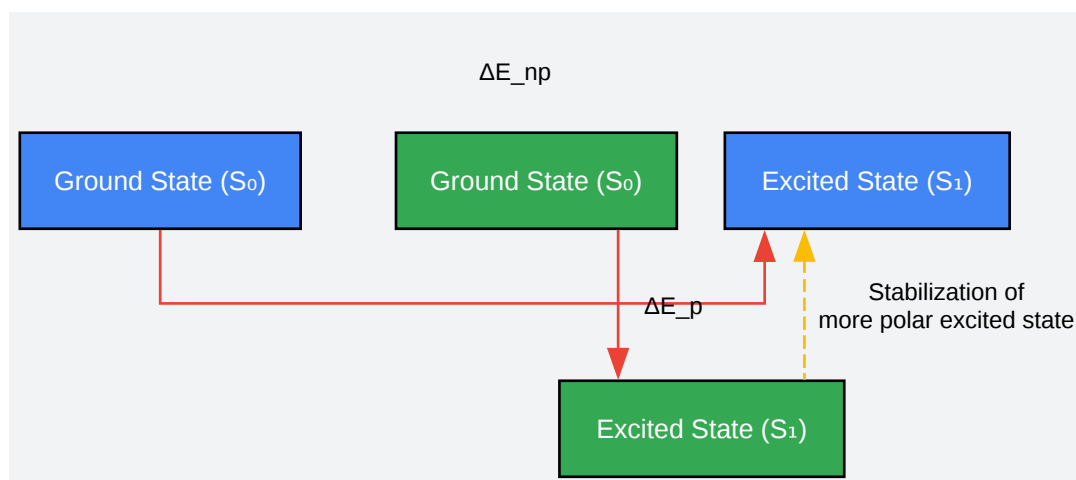 ΔE_np
Ground State (S₀)
Ground State (S₀)
Excited State (S₁)
Stabilization of
more polar excited state
ΔE_p
Excited State (S₁)